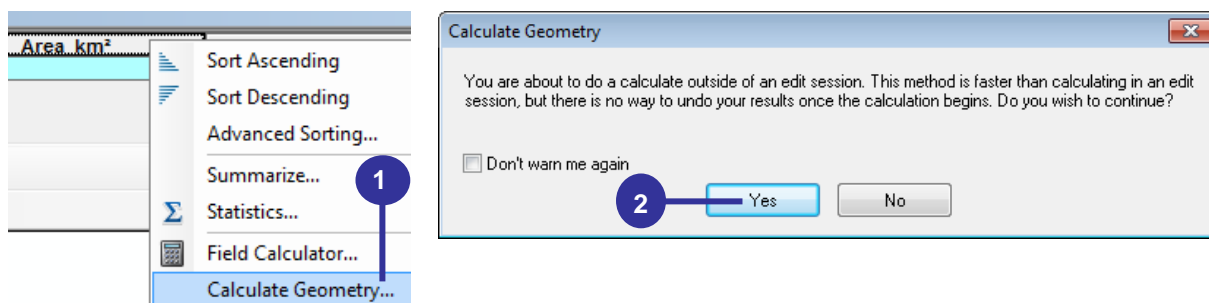 Area km²
Sort Ascending
Sort Descending
Advanced Sorting...
Summarize...
1
Statistics...
Field Calculator...
Calculate Geometry...
Calculate Geometry
You are about to do a calculate outside of an edit session. This method is faster than calculating in an edit
session, but there is no way to undo your results once the calculation begins. Do you wish to continue?
Don't warn me again
2
Yes
No